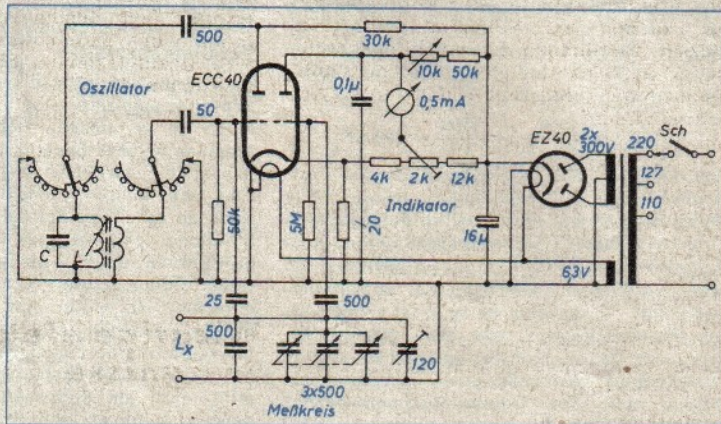 500
30k
Oszillator
ECC40
0,1µ
10k
50k
0,5mA
50
EZ40
2x
300V
220
Sch
127
110
4k
2k
12k
Indikator
50k
5M
20
16µ
C
6,3V
25
500
500
Lx
120
3x500
Meßkreis